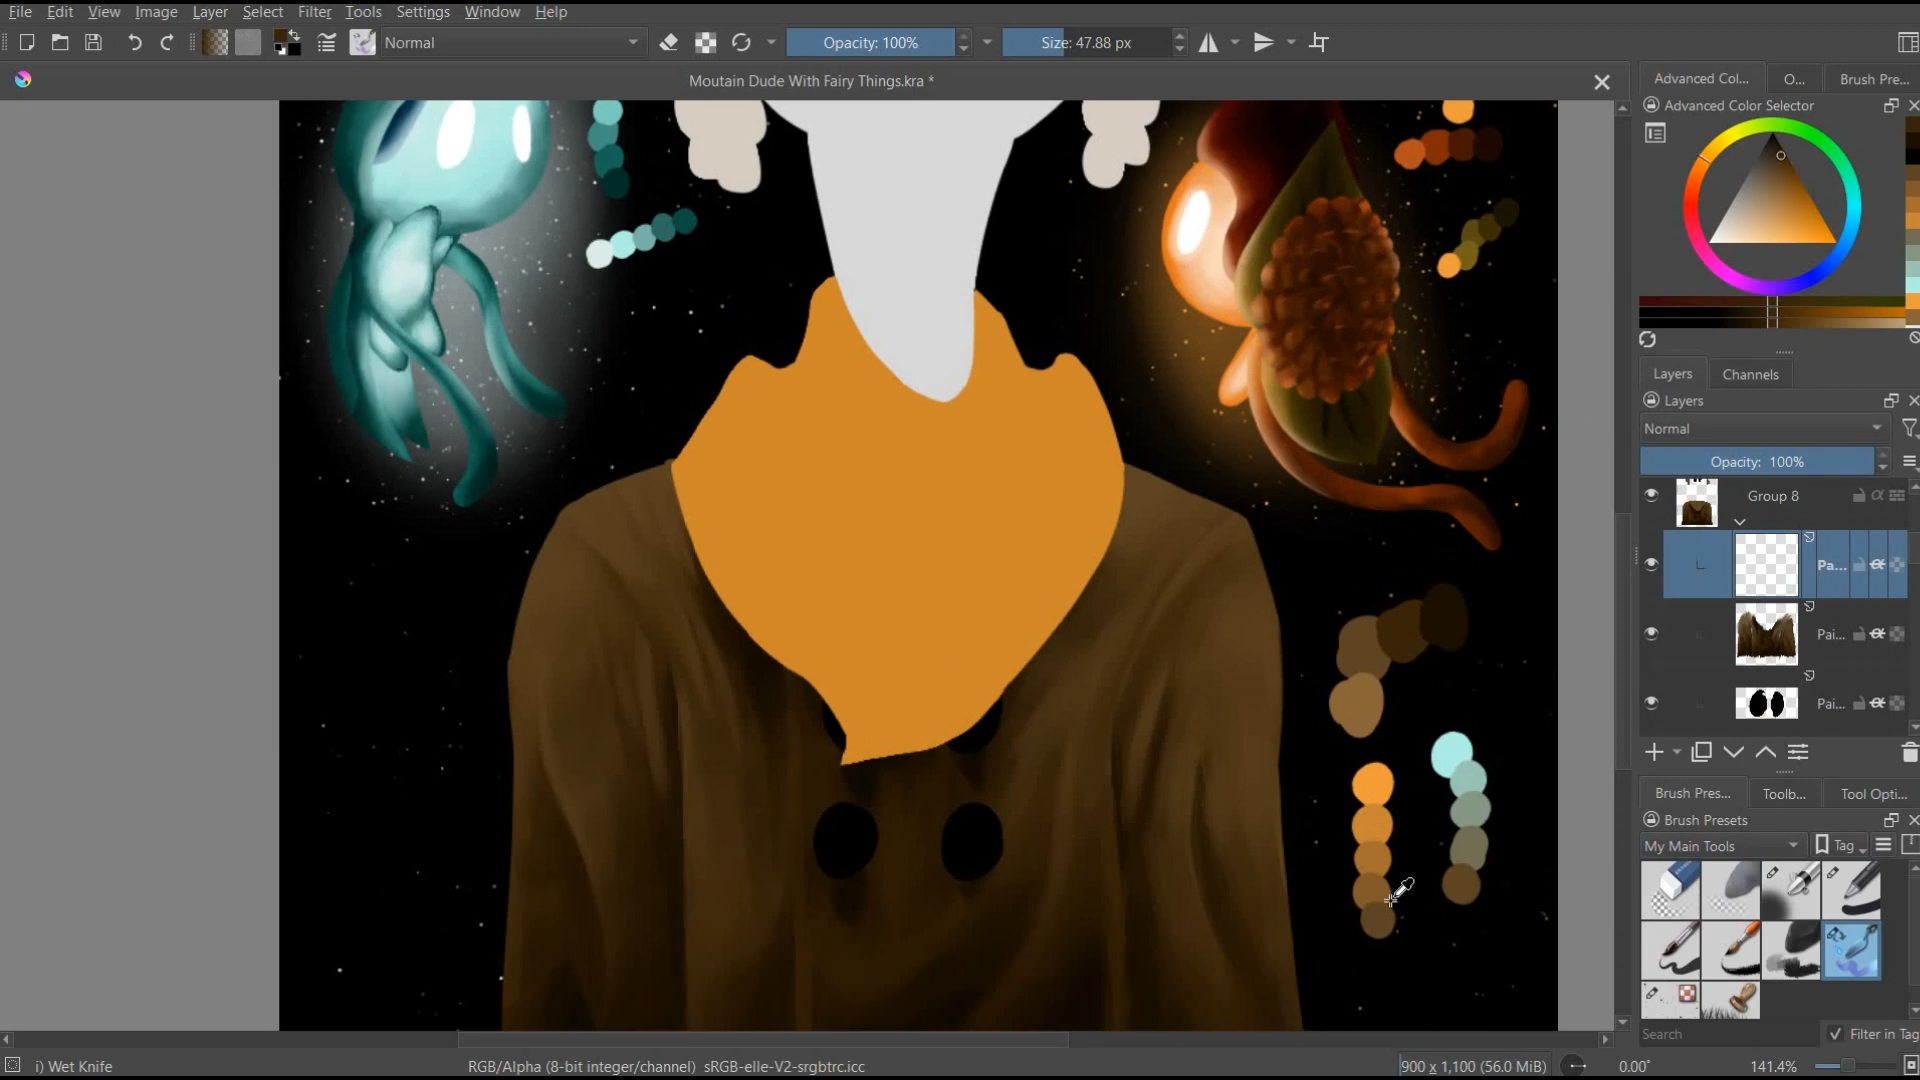 File Edit View Image Layer Select Filter Tools Settings Window Help
Normal Opacity: 100% Size: 47.88 px
Moutain Dude With Fairy Things.kra *
Advanced Col... O... Brush Pre...
Advanced Color Selector
Layers Channels
Layers
Normal
Opacity: 100%
Group 8
Pa...
Pai...
Pai...
Brush Pres... Toolb... Tool Opti...
Brush Presets
My Main Tools Tag
Search Filter in Tag
i) Wet Knife RGB/Alpha (8-bit integer/channel) sRGB-elle-V2-srgbtrc.icc 900 x 1,100 (56.0 MiB) 0.00° 141.4%